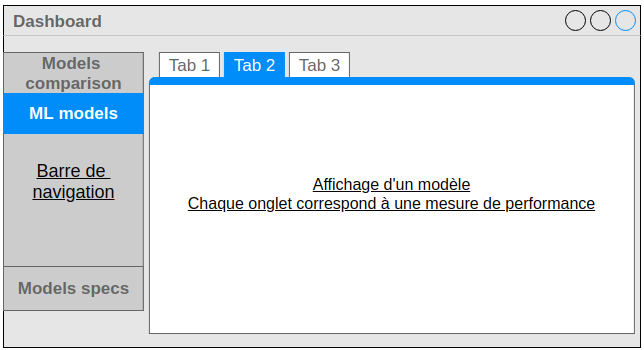 Dashboard
Models
comparison
ML models
Barre de
navigation
Models specs
Tab 1
Tab 2
Tab 3
Affichage d'un modèle
Chaque onglet correspond à une mesure de performance